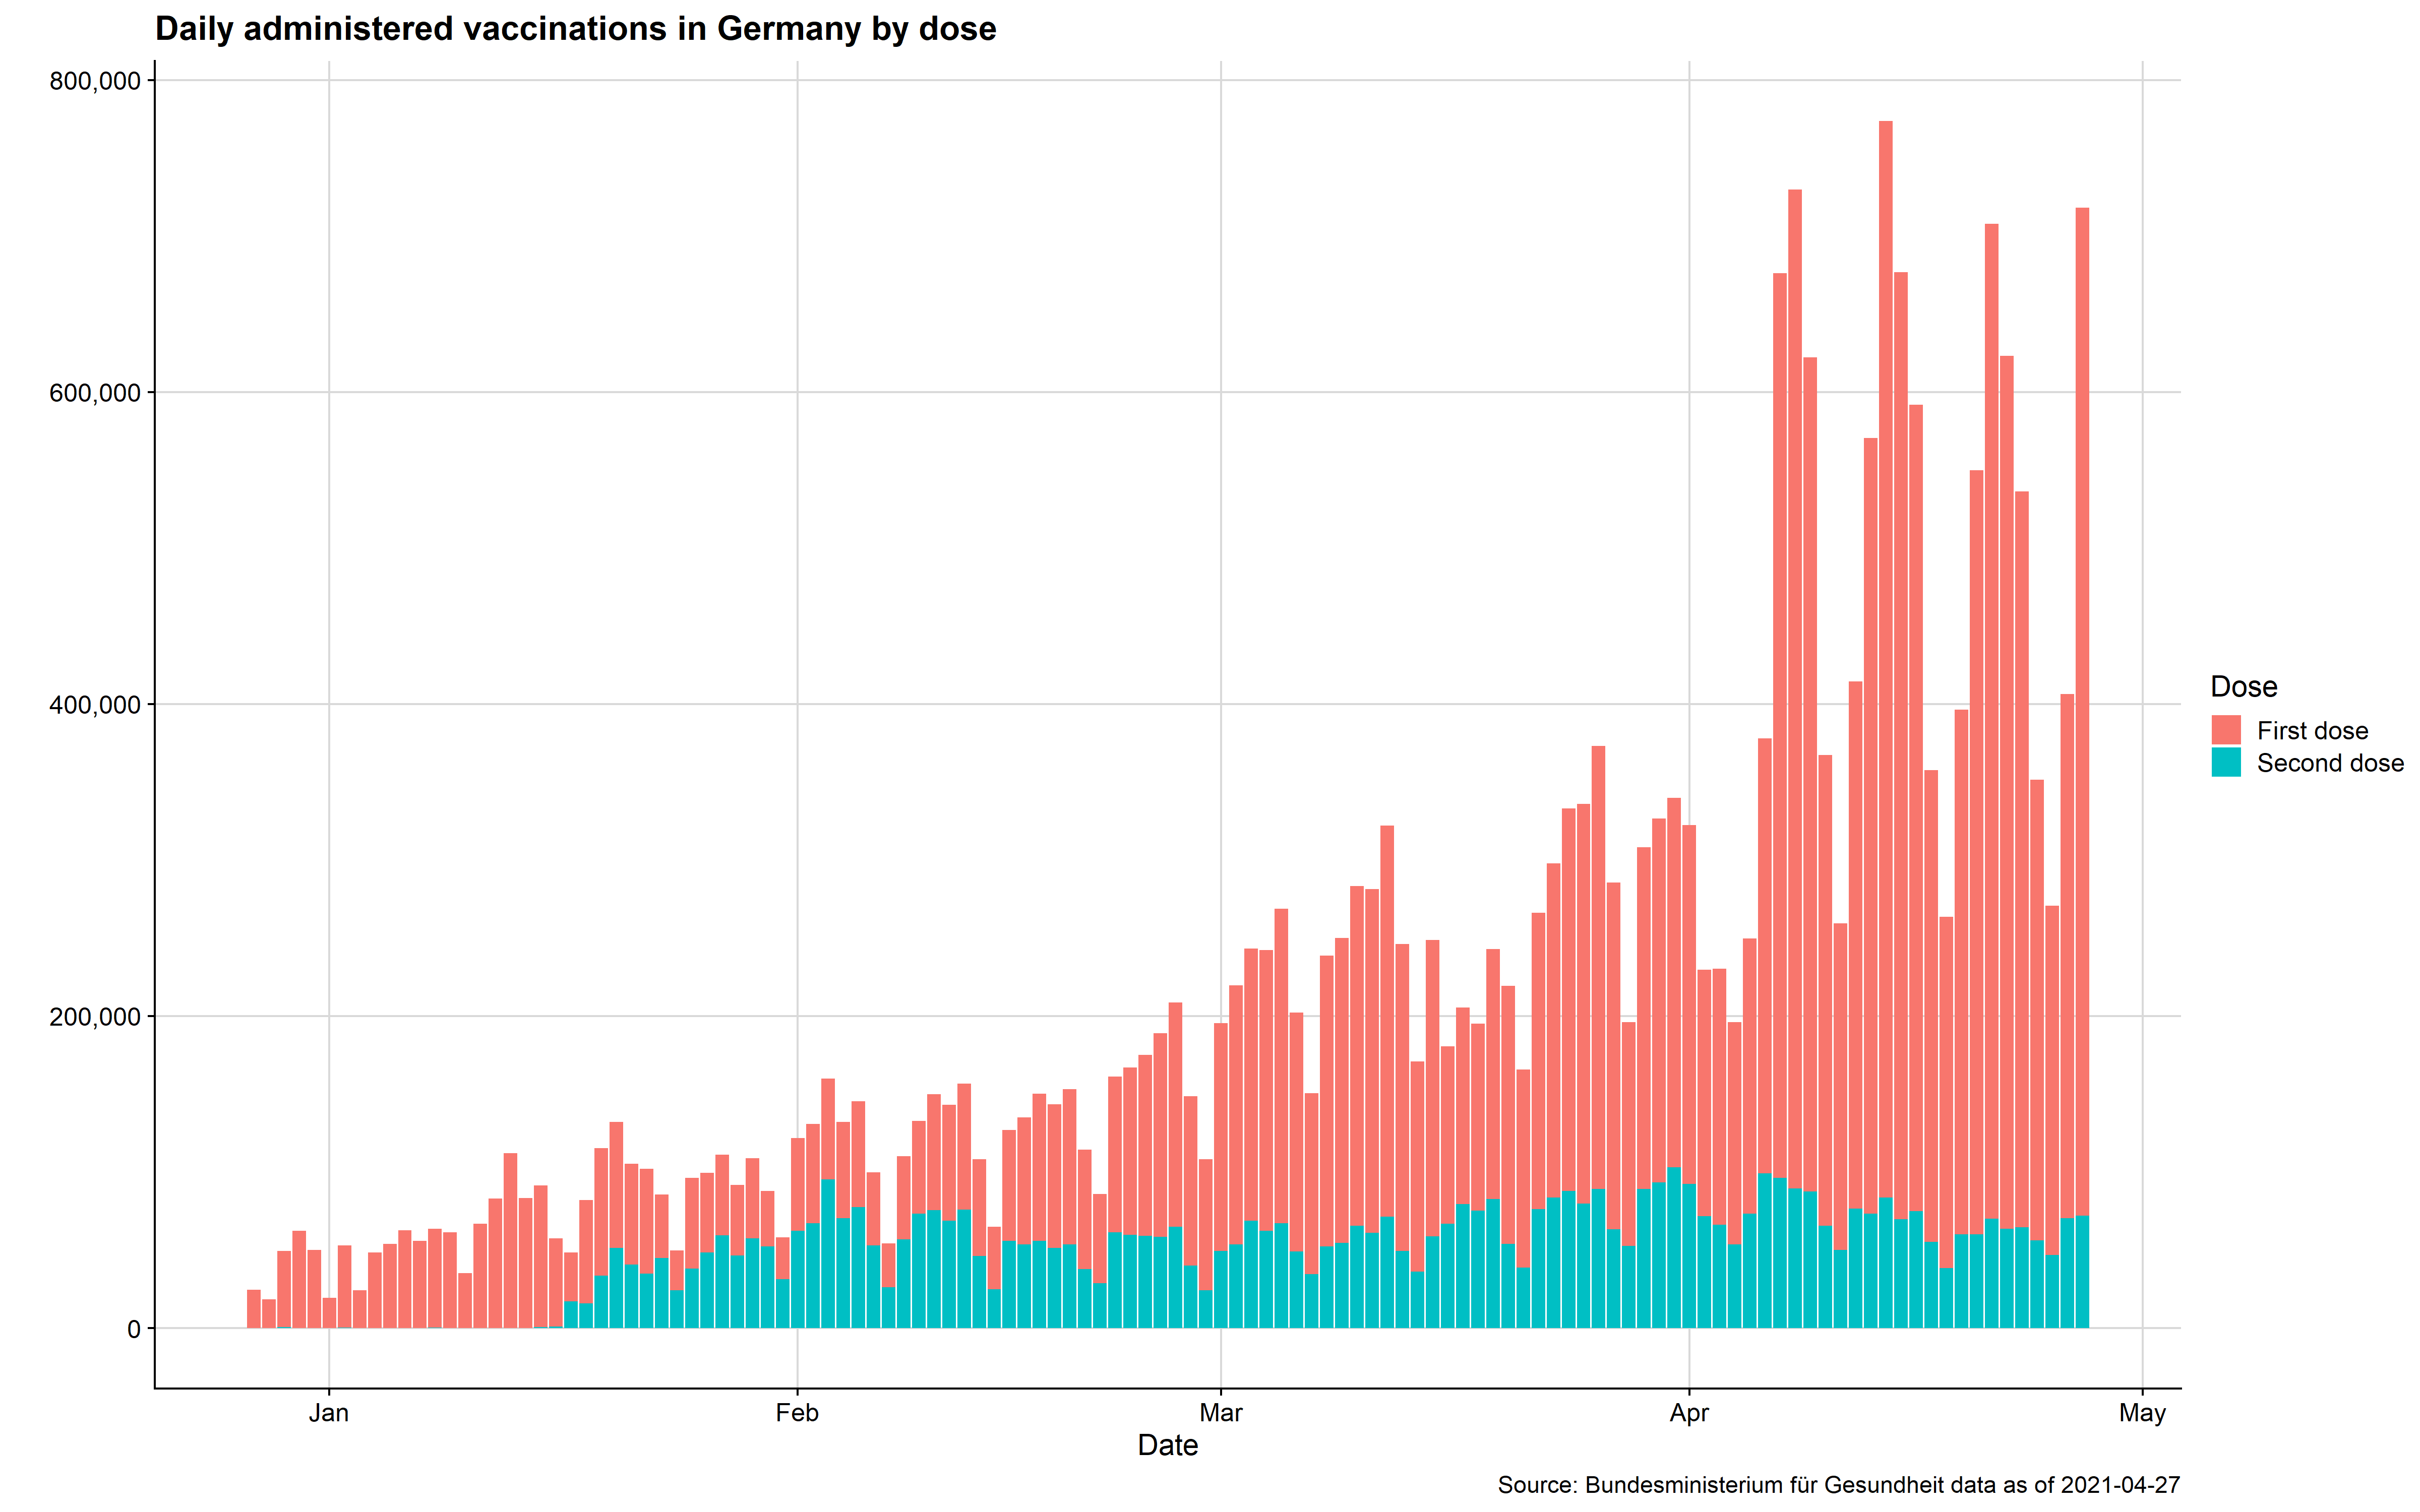 Daily administered vaccinations in Germany by dose
800,000
600,000
400,000
200,000
0
Jan Feb Mar Apr May
Date
Dose
First dose
Second dose
Source: Bundesministerium für Gesundheit data as of 2021-04-27